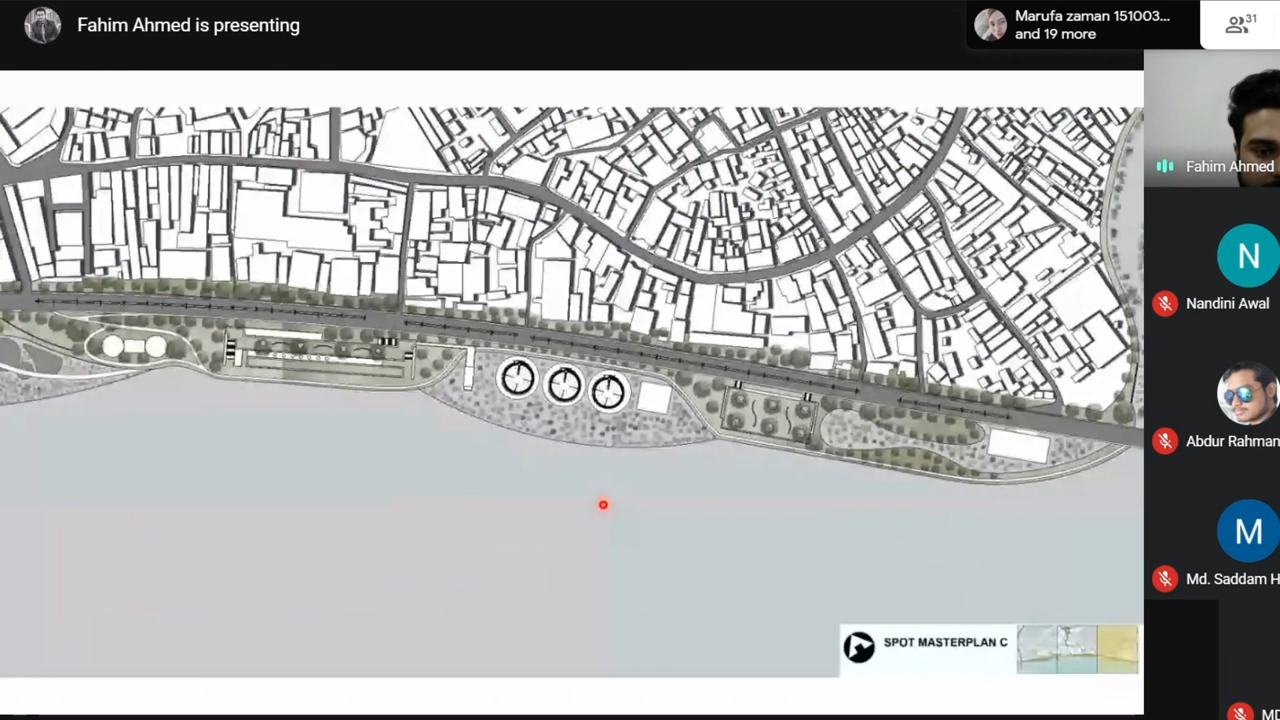 Fahim Ahmed is presenting
Marufa zaman 151003...
and 19 more
31
Fahim Ahmed
N
Nandini Awal
Abdur Rahman
M
Md. Saddam H
MD
SPOT MASTERPLAN C